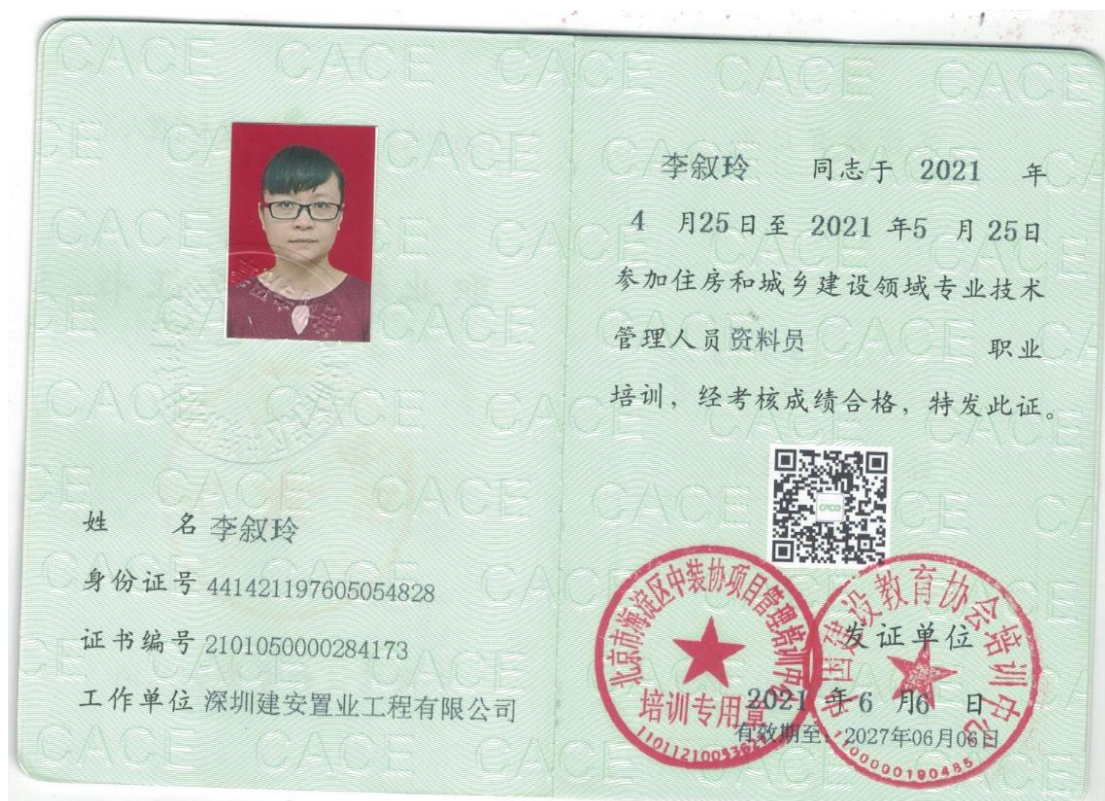 姓 名 李叙玲
身份证号 441421197605054828
证书编号 2101050000284173
工作单位 深圳建安置业工程有限公司
李叙玲 同志于 2021 年
4 月25日至 2021 年5 月25日
参加住房和城乡建设领域专业技术
管理人员资料员 职业
培训，经考核成绩合格，特发此证。
CACE
北京市海淀区中装协项目管理培训中心
培训专用章
中国建设教育协会培训中心
1100000190485
发证单位
2021 年6 月6 日
有效期至：2027年06月06日